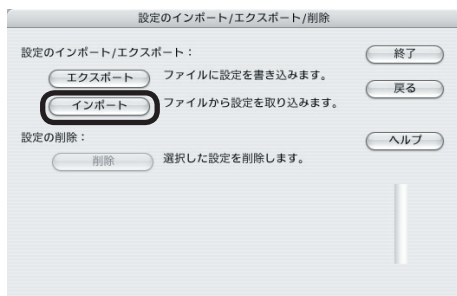 設定のインポート/エクスポート/削除
設定のインポート/エクスポート：
終了
エクスポート ファイルに設定を書き込みます。
戻る
インポート ファイルから設定を取り込みます。
設定の削除：
ヘルプ
削除 選択した設定を削除します。